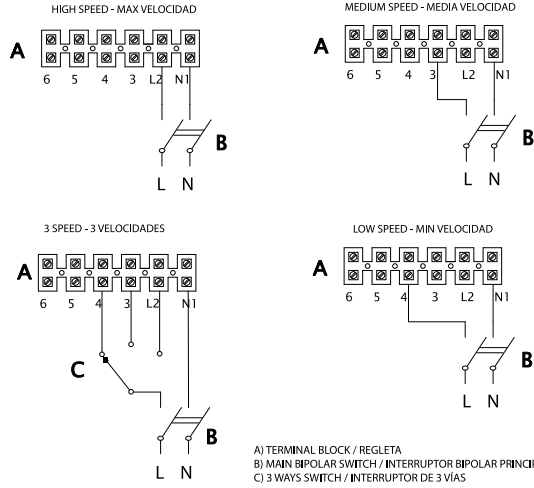 HIGH SPEED - MAX VELOCIDAD
A
6 5 4 3 L2 N1
B
L N
MEDIUM SPEED - MEDIA VELOCIDAD
A
6 5 4 3 L2 N1
B
L N
3 SPEED - 3 VELOCIDADES
A
6 5 4 3 L2 N1
C
B
L N
LOW SPEED - MIN VELOCIDAD
A
6 5 4 3 L2 N1
B
L N
A) TERMINAL BLOCK / REGLETA
B) MAIN BIPOLAR SWITCH / INTERRUPTOR BIPOLAR PRINCIP
C) 3 WAYS SWITCH / INTERRUPTOR DE 3 VÍAS